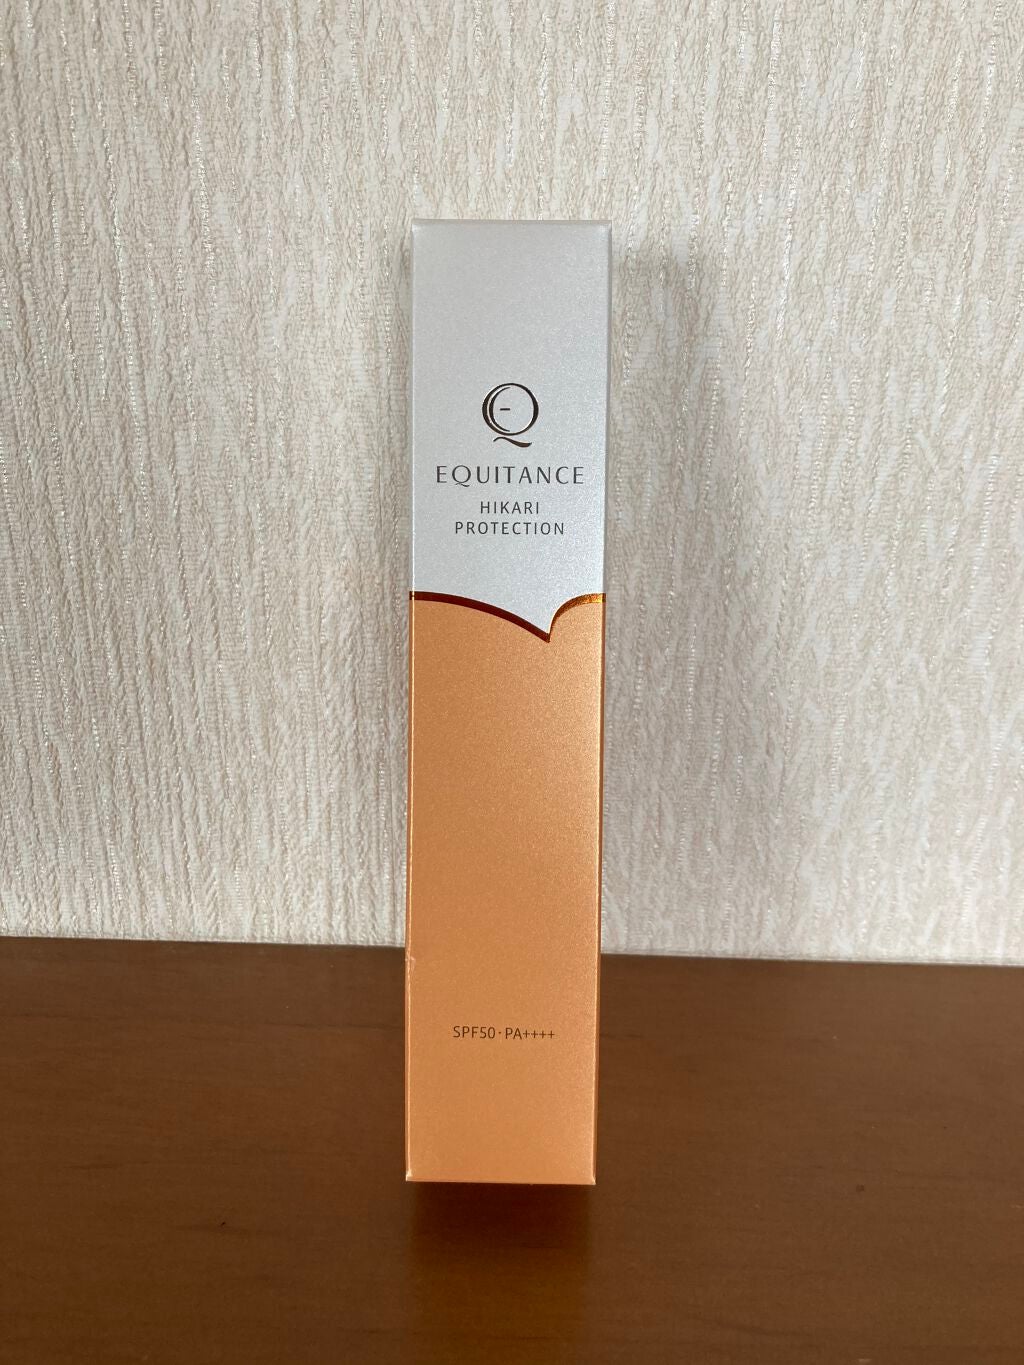 EQUITANCE
HIKARI
PROTECTION
SPF50·PA++++